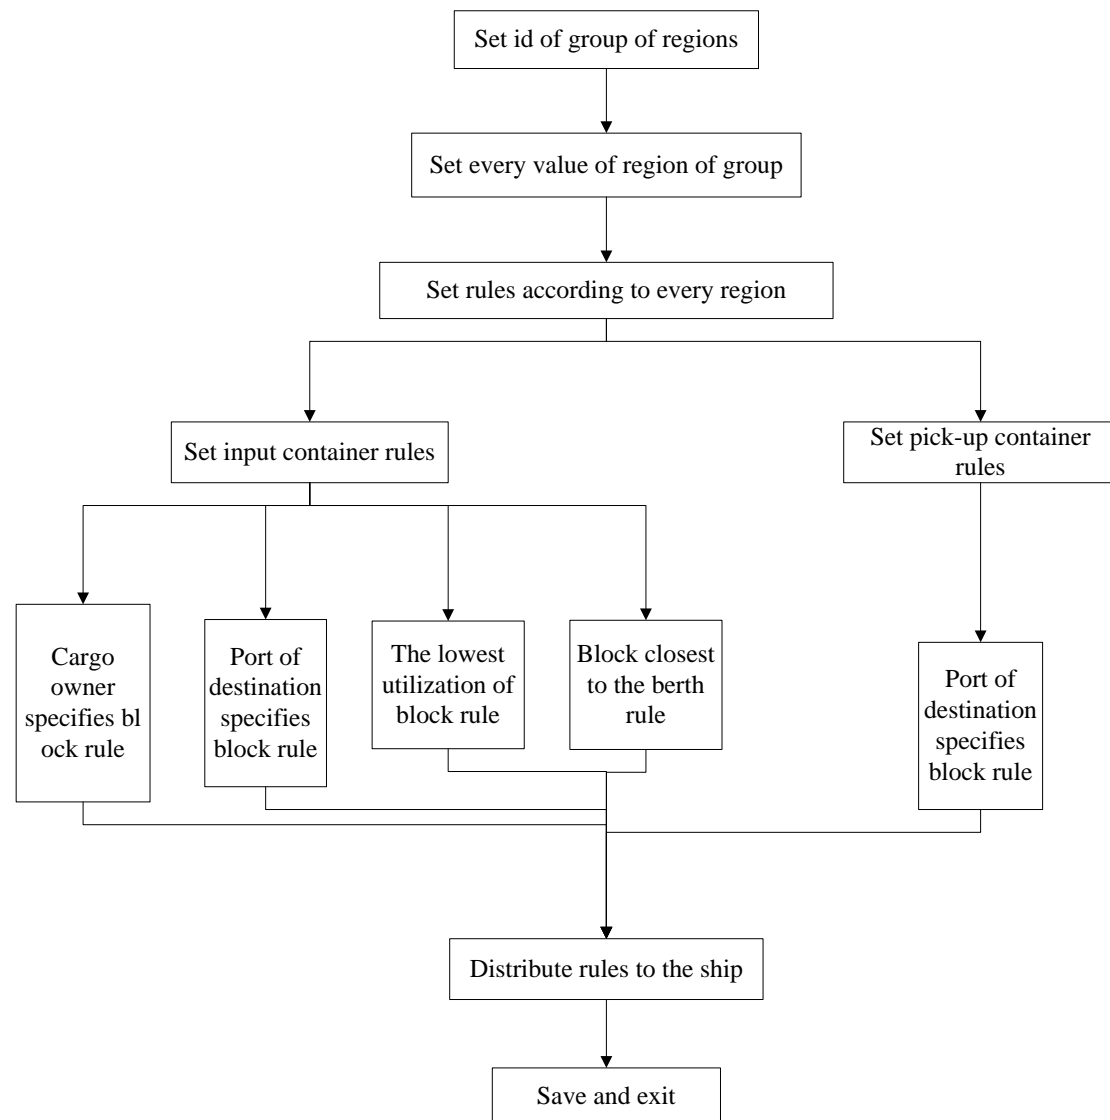 Set id of group of regions
Set every value of region of group
Set rules according to every region
Set input container rules
Set pick-up container
rules
Cargo
owner
specifies bl
ock rule
Port of
destination
specifies
block rule
The lowest
utilization of
block rule
Block closest
to the berth
rule
Port of
destination
specifies
block rule
Distribute rules to the ship
Save and exit